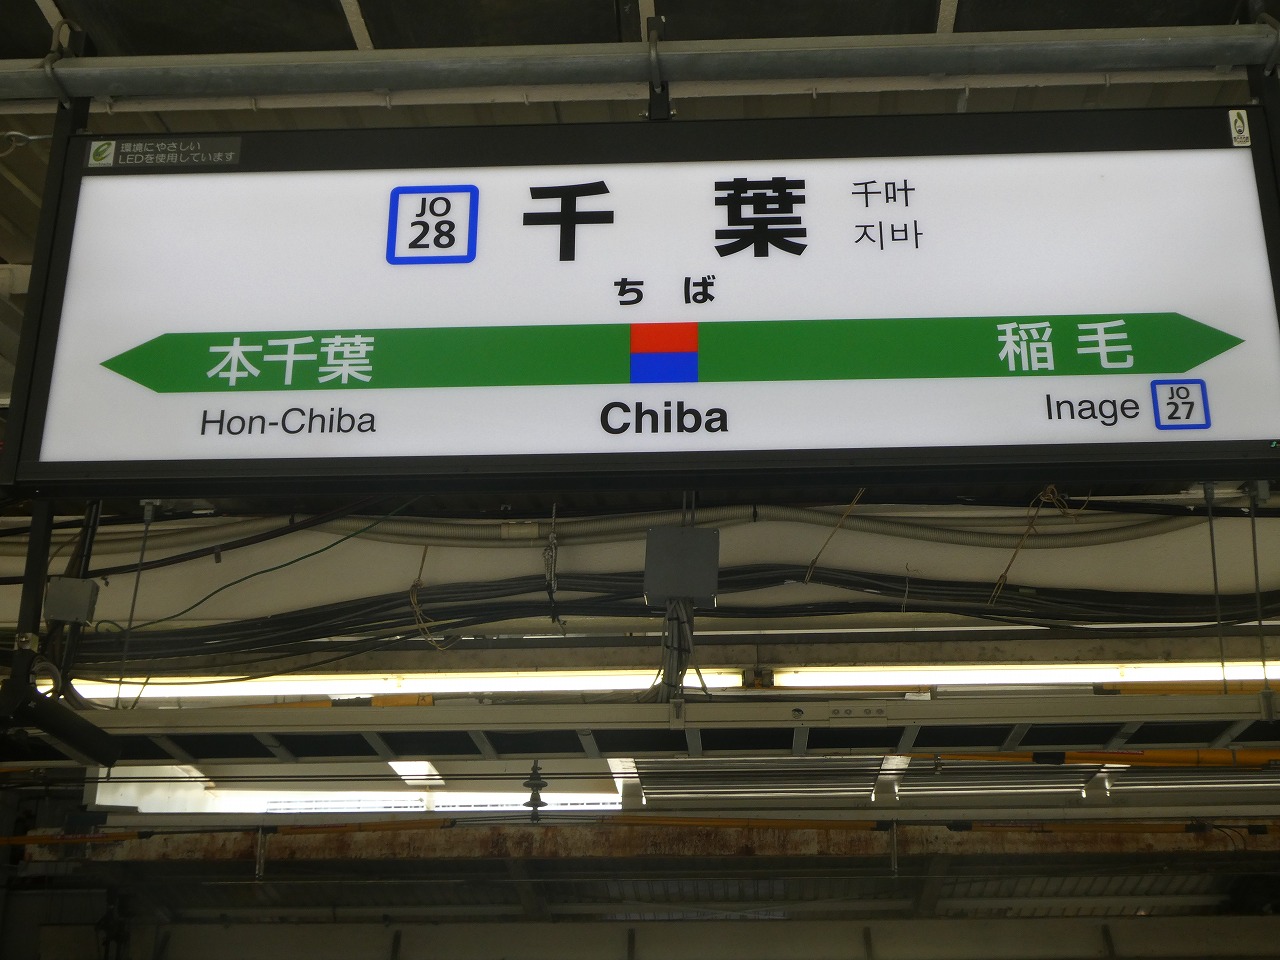 環境にやさしい
LEDを使用しています
JO
28
千葉
千叶
지바
ちば
本千葉
稲毛
Hon-Chiba
Chiba
Inage
JO
27